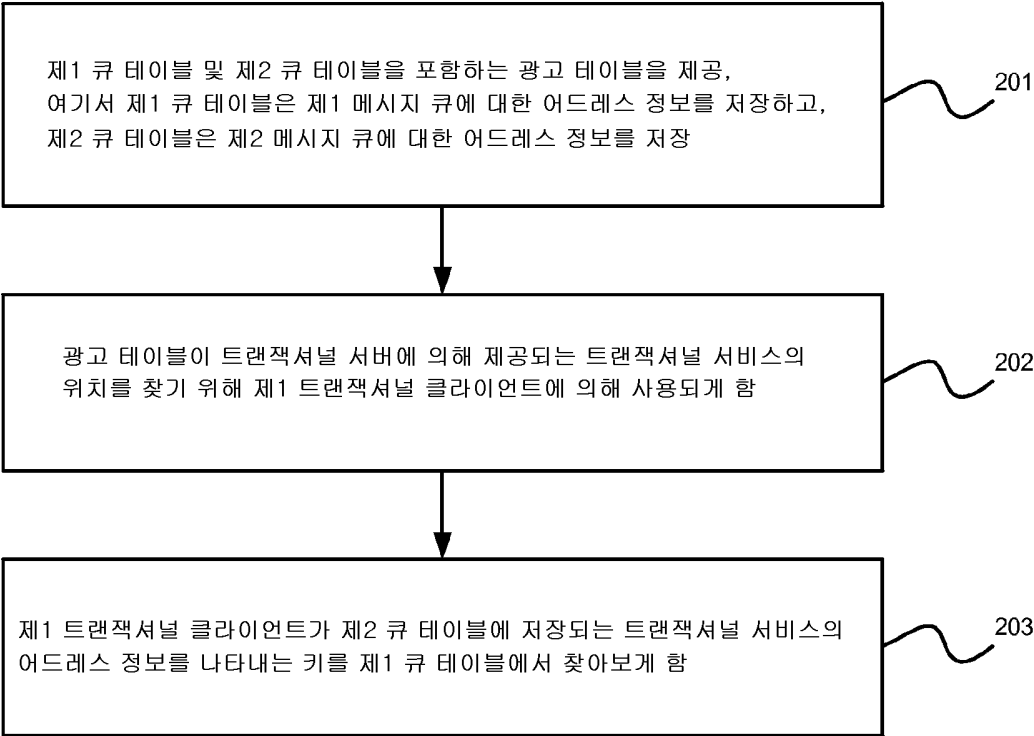 제1 큐 테이블 및 제2 큐 테이블을 포함하는 광고 테이블을 제공,
여기서 제1 큐 테이블은 제1 메시지 큐에 대한 어드레스 정보를 저장하고,
제2 큐 테이블은 제2 메시지 큐에 대한 어드레스 정보를 저장
201
광고 테이블이 트랜잭셔널 서버에 의해 제공되는 트랜잭셔널 서비스의
위치를 찾기 위해 제1 트랜잭셔널 클라이언트에 의해 사용되게 함
202
제1 트랜잭셔널 클라이언트가 제2 큐 테이블에 저장되는 트랜잭셔널 서비스의
어드레스 정보를 나타내는 키를 제1 큐 테이블에서 찾아보게 함
203